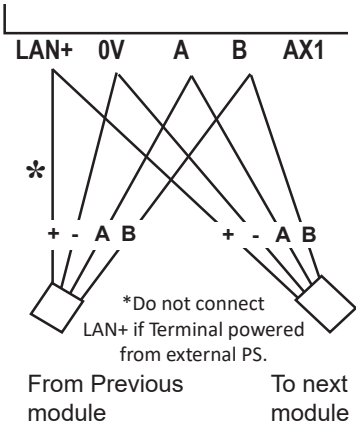 LAN+ 0V A B AX1
*
+ - A B + - A B
*Do not connect
LAN+ if Terminal powered
from external PS.
From Previous To next
module module